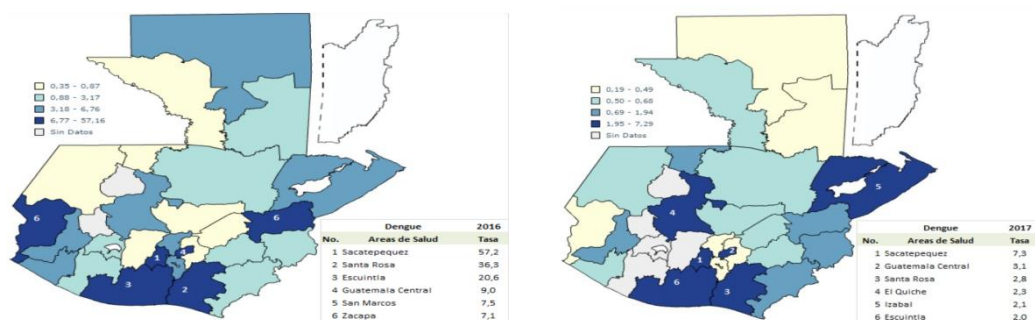 0,35 - 0,87
0,88 - 3,17
3,18 - 6,76
6,77 - 57,16
Sin Datos
6
6
1
3
2
Dengue 2016
No. Areas de Salud Tasa
1 Sacatepequez 57,2
2 Santa Rosa 36,3
3 Escuintla 20,6
4 Guatemala Central 9,0
5 San Marcos 7,5
6 Zacapa 7,1
0,19 - 0,49
0,50 - 0,68
0,69 - 1,94
1,95 - 7,29
Sin Datos
5
4
2
1
6
3
Dengue 2017
No. Areas de Salud Tasa
1 Sacatepequez 7,3
2 Guatemala Central 3,1
3 Santa Rosa 2,8
4 El Quiche 2,3
5 Izabal 2,1
6 Escuintla 2,0